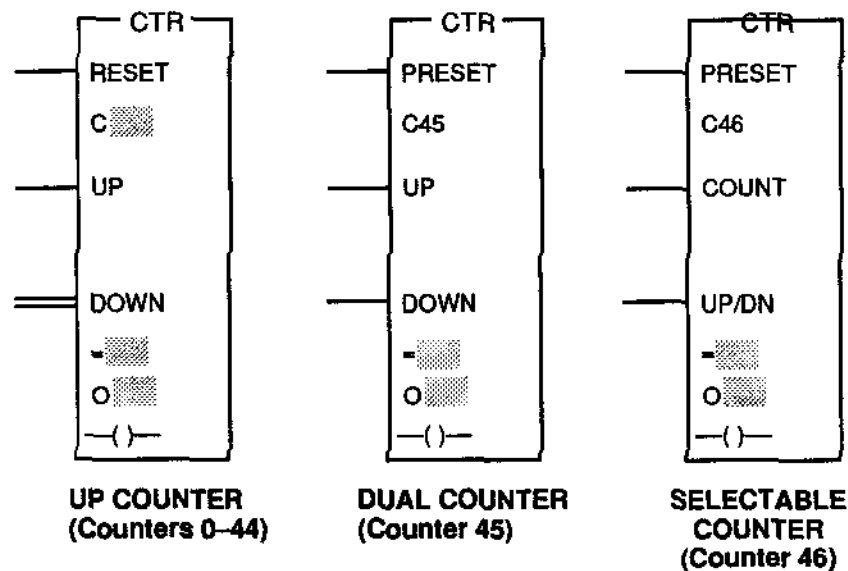 CTR
RESET
C
UP
DOWN
=
O
—( )—
UP COUNTER
(Counters 0–44)
CTR
PRESET
C45
UP
DOWN
=
O
—( )—
DUAL COUNTER
(Counter 45)
CTR
PRESET
C46
COUNT
UP/DN
=
O
—( )—
SELECTABLE
COUNTER
(Counter 46)